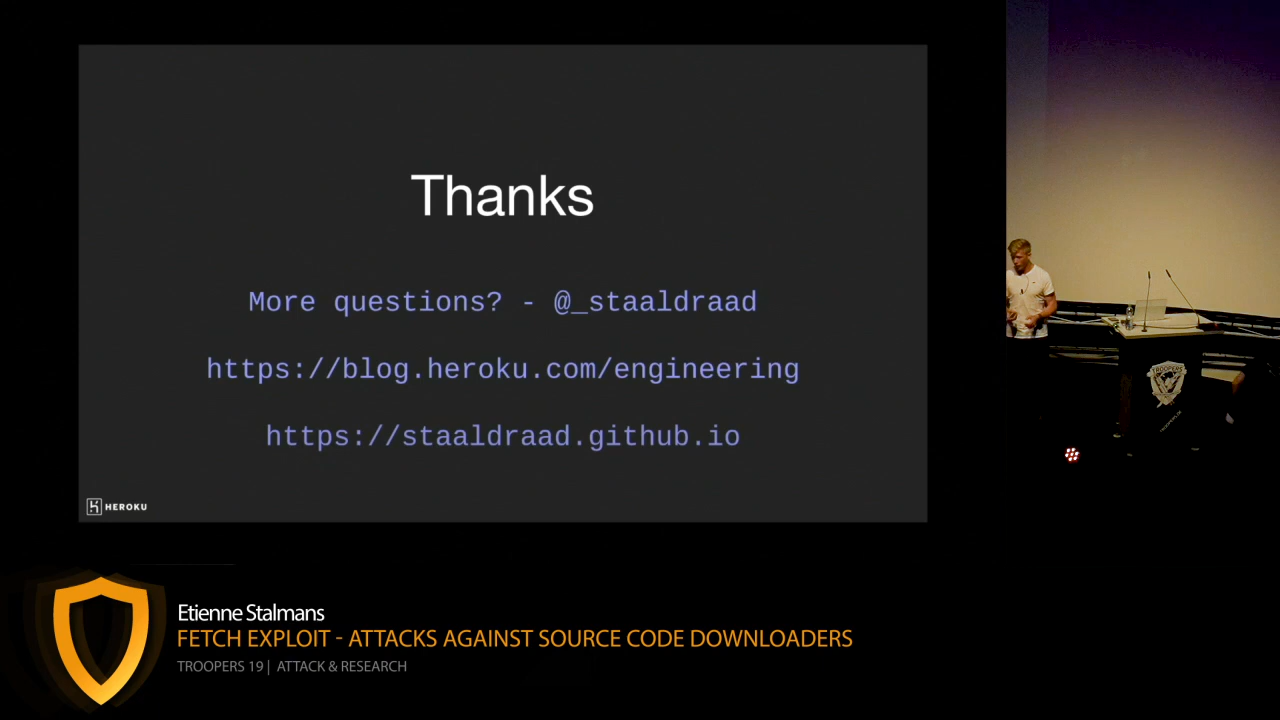 Thanks
More questions? - @_staaldraad
https://blog.heroku.com/engineering
https://staaldraad.github.io
HEROKU
TROOPERS
Etienne Stalmans
FETCH EXPLOIT - ATTACKS AGAINST SOURCE CODE DOWNLOADERS
TROOPERS 19 | ATTACK & RESEARCH